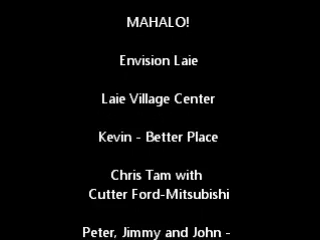 MAHALO!
Envision Laie
Laie Village Center
Kevin - Better Place
Chris Tam with
Cutter Ford-Mitsubishi
Peter, Jimmy and John -